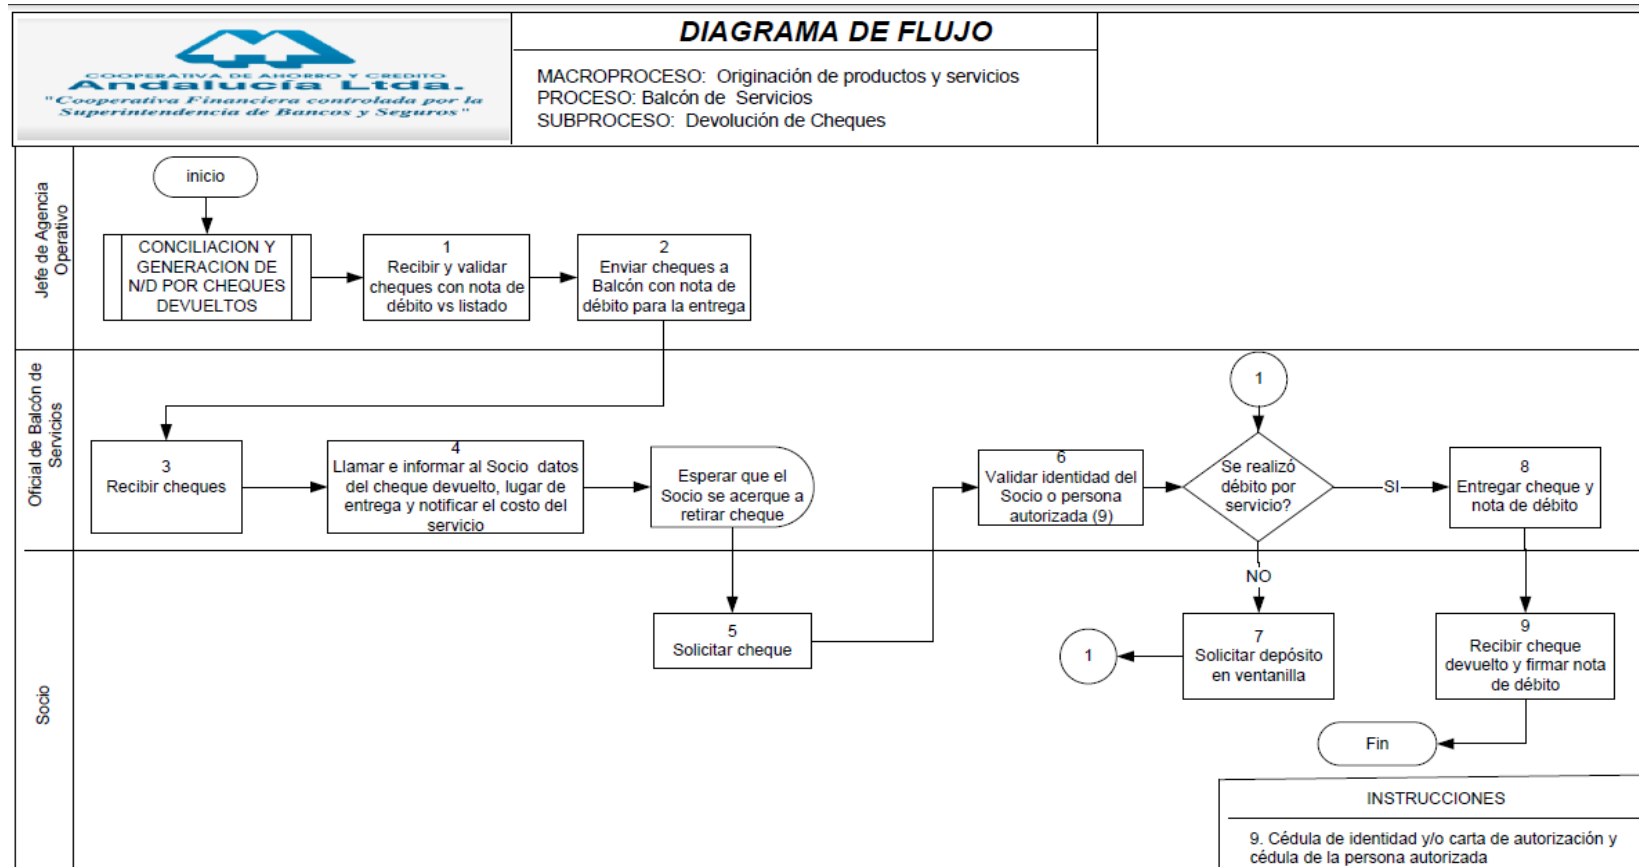 DIAGRAMA DE FLUJO
COOPERATIVA DE AHORRO Y CREDITO
Andalucía Ltda.
"Cooperativa Financiera controlada por la
Superintendencia de Bancos y Seguros"
MACROPROCESO: Originación de productos y servicios
PROCESO: Balcón de Servicios
SUBPROCESO: Devolución de Cheques
Jefe de Agencia
Operativo
inicio
CONCILIACION Y
GENERACION DE
N/D POR CHEQUES
DEVUELTOS
1
Recibir y validar
cheques con nota de
débito vs listado
2
Enviar cheques a
Balcón con nota de
débito para la entrega
Oficial de Balcón de
Servicios
3
Recibir cheques
4
Llamar e informar al Socio datos
del cheque devuelto, lugar de
entrega y notificar el costo del
servicio
Esperar que el
Socio se acerque a
retirar cheque
6
Validar identidad del
Socio o persona
autorizada (9)
1
Se realizó
débito por
servicio?
SI
8
Entregar cheque y
nota de débito
NO
Socio
5
Solicitar cheque
1
7
Solicitar depósito
en ventanilla
9
Recibir cheque
devuelto y firmar nota
de débito
Fin
INSTRUCCIONES
9. Cédula de identidad y/o carta de autorización y
cédula de la persona autorizada